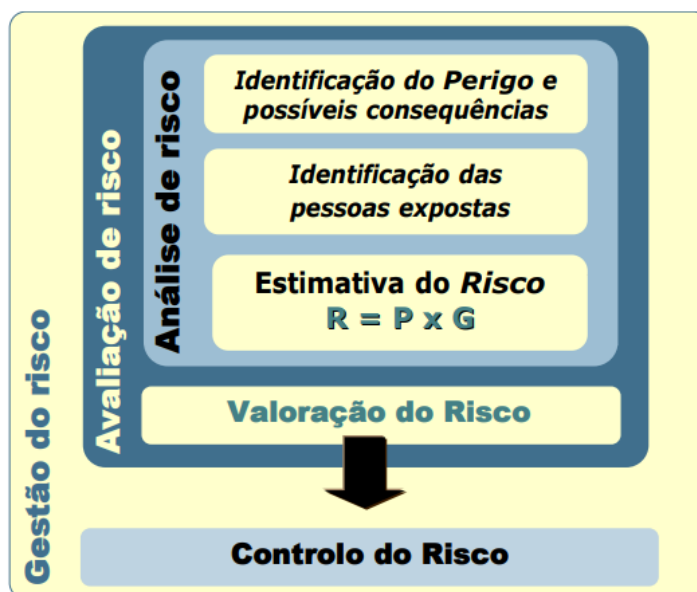 Gestão do risco
Avaliação de risco
Análise de risco
Identificação do Perigo e
possíveis consequências
Identificação das
pessoas expostas
Estimativa do Risco
R = P x G
Valoração do Risco
Controlo do Risco